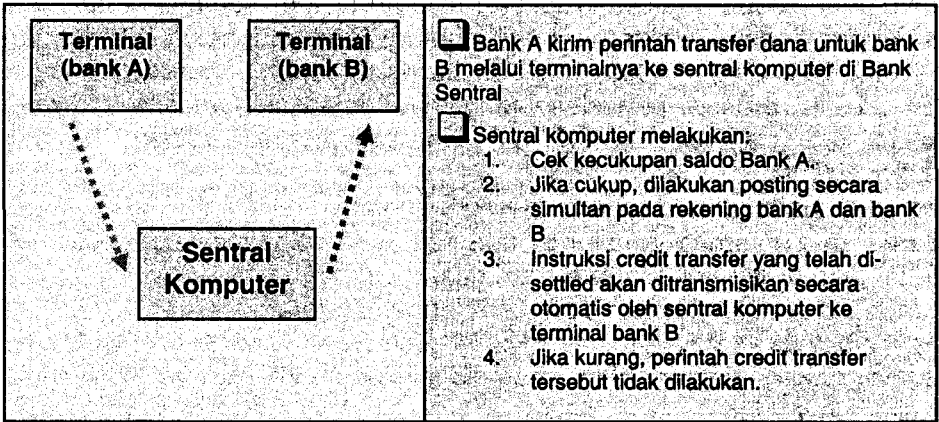 Terminal
(bank A)
Terminal
(bank B)
Sentral
Komputer
Bank A kirim perintah transfer dana untuk bank
B melalui terminalnya ke sentral komputer di Bank
Sentral
Sentral komputer melakukan:
1. Cek kecukupan saldo Bank A.
2. Jika cukup, dilakukan posting secara
simultan pada rekening bank A dan bank
B
3. Instruksi credit transfer yang telah di-
settled akan ditransmisikan secara
otomatis oleh sentral komputer ke
terminal bank B
4. Jika kurang, perintah credit transfer
tersebut tidak dilakukan.